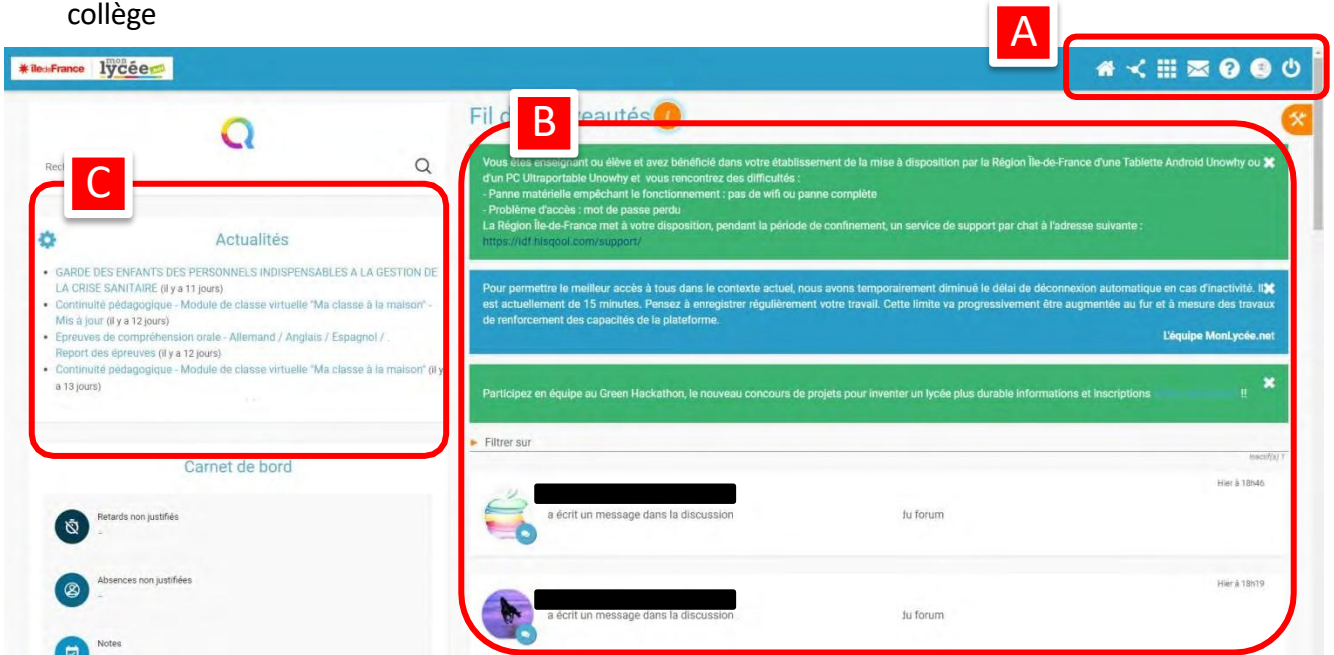 collège
A
île de France mon lycée
Fil d veautés
B
C
Vous êtes enseignant ou élève et avez bénéficié dans votre établissement de la mise à disposition par la Région Île-de-France d'une Tablette Android Unowhy ou
d'un PC Ultraportable Unowhy et vous rencontrez des difficultés :
- Panne matérielle empêchant le fonctionnement : pas de wifi ou panne complète
- Problème d'accès : mot de passe perdu
La Région Île-de-France met à votre disposition, pendant la période de confinement, un service de support par chat à l'adresse suivante :
https://idf.hisqool.com/support/
Actualités
• GARDE DES ENFANTS DES PERSONNELS INDISPENSABLES A LA GESTION DE
LA CRISE SANITAIRE (il y a 11 jours)
• Continuité pédagogique - Module de classe virtuelle "Ma classe à la maison" -
Mis à jour (il y a 12 jours)
• Epreuves de compréhension orale - Allemand / Anglais / Espagnol /
Report des épreuves (il y a 12 jours)
• Continuité pédagogique - Module de classe virtuelle "Ma classe à la maison" (il y
a 13 jours)
Pour permettre le meilleur accès à tous dans le contexte actuel, nous avons temporairement diminué le délai de déconnexion automatique en cas d'inactivité. Il
est actuellement de 15 minutes. Pensez à enregistrer régulièrement votre travail. Cette limite va progressivement être augmentée au fur et à mesure des travaux
de renforcement des capacités de la plateforme.
L'équipe MonLycée.net
Participez en équipe au Green Hackathon, le nouveau concours de projets pour inventer un lycée plus durable Informations et inscriptions !!
Filtrer sur
Carnet de bord
Retards non justifiés
-
Absences non justifiées
-
Notes
Hier à 18h46
a écrit un message dans la discussion du forum
Hier à 18h19
a écrit un message dans la discussion du forum